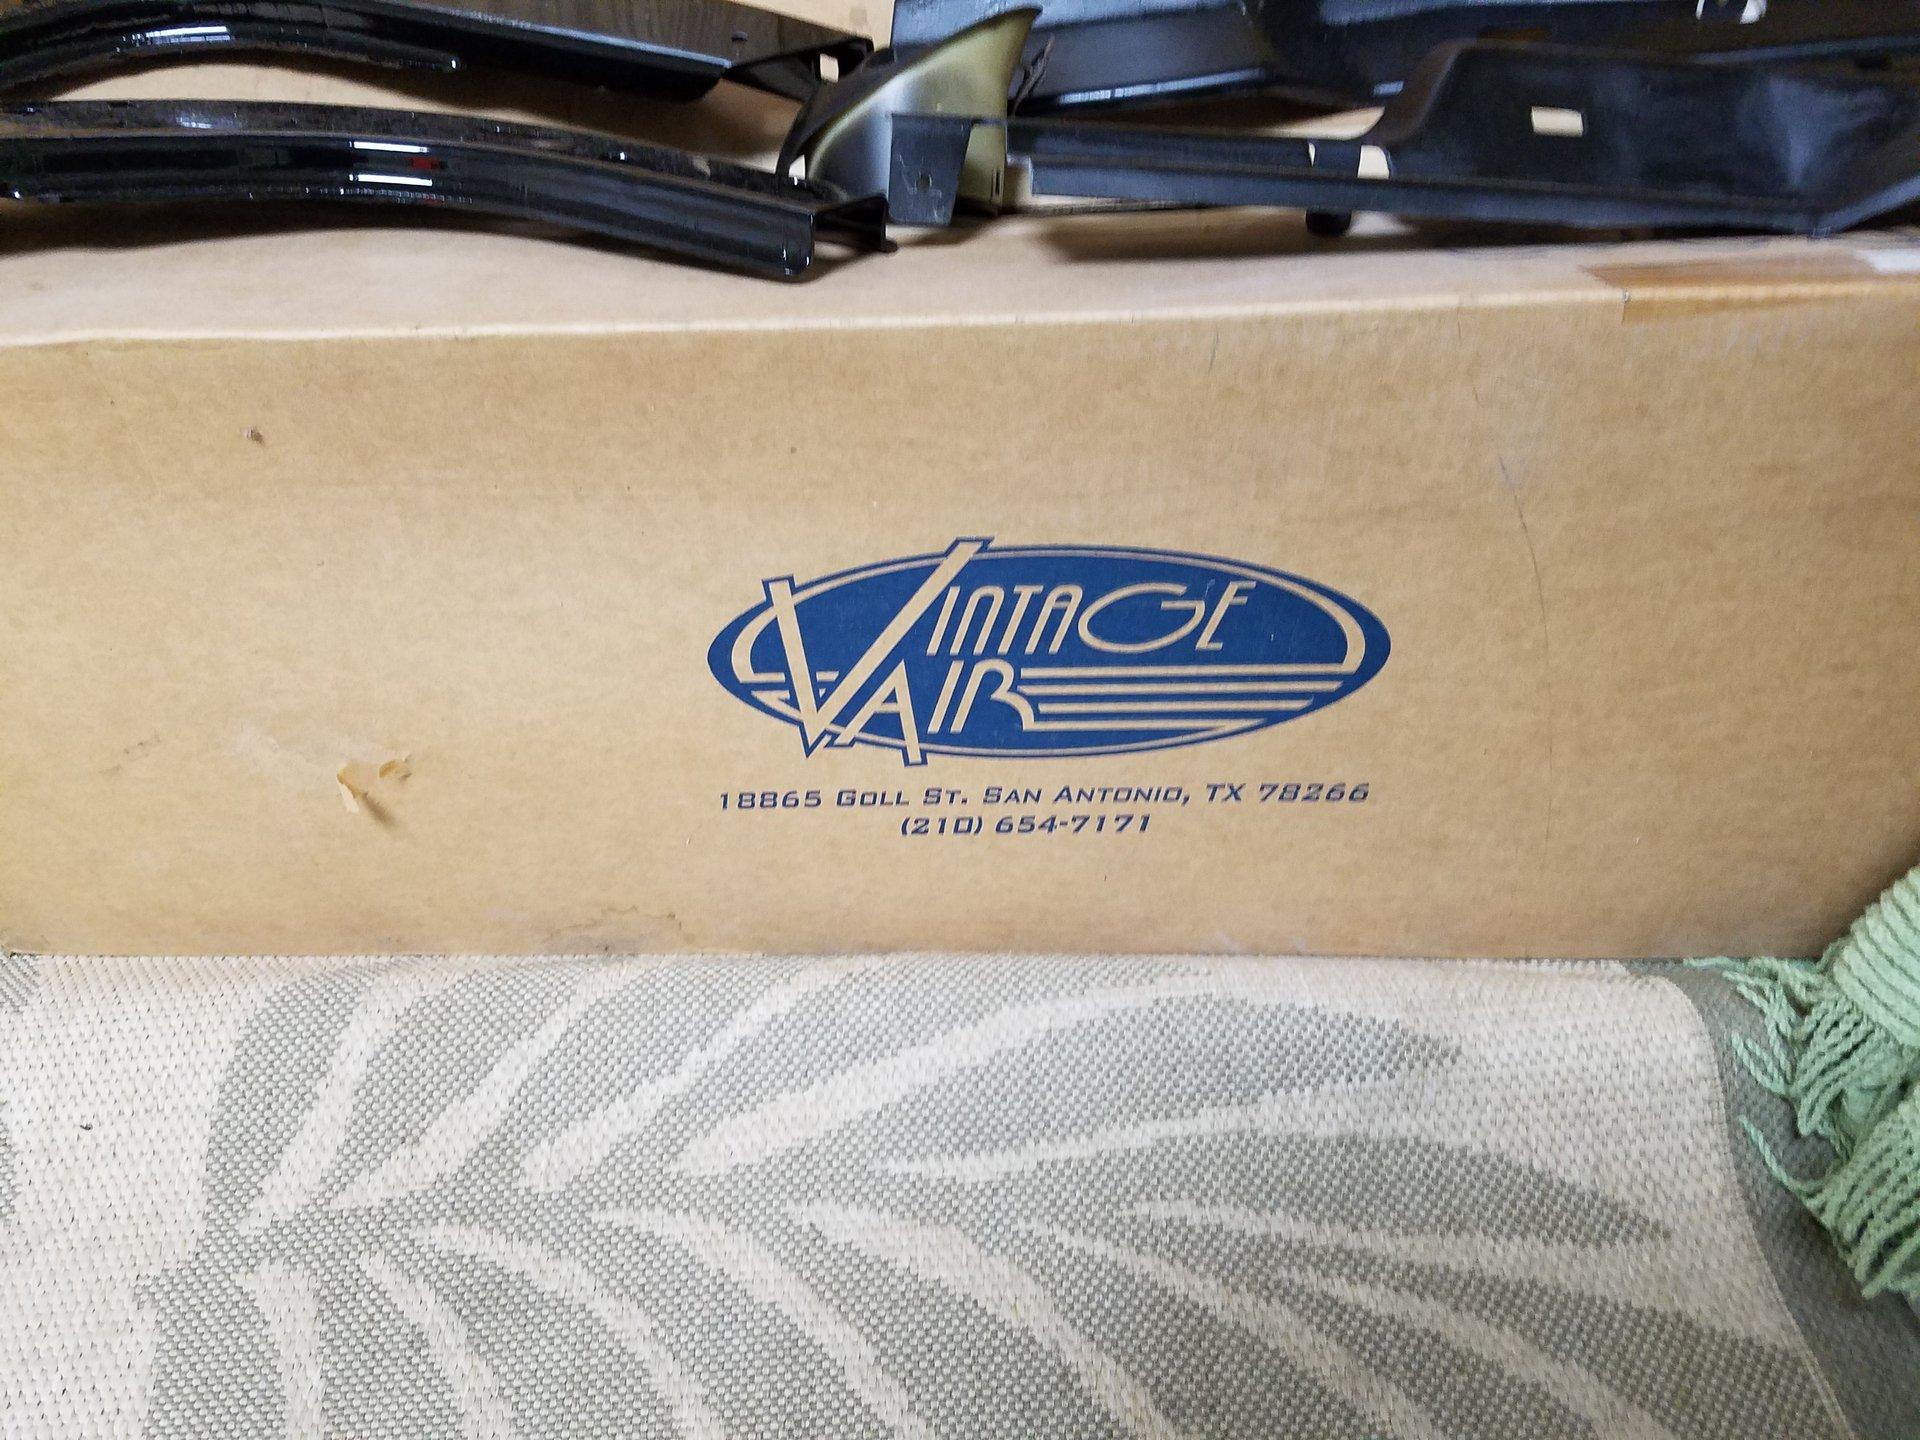 VINTAGE
AIR
18865 GOLL ST. SAN ANTONIO, TX 78266
(210) 654-7171